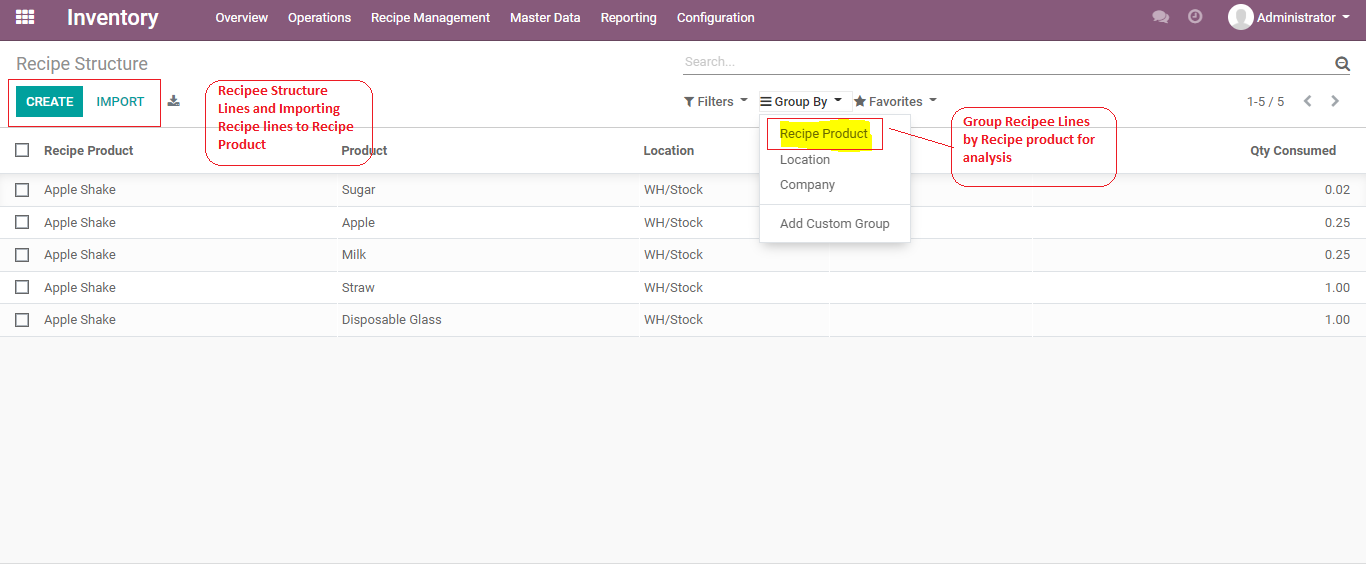 Inventory Overview Operations Recipe Management Master Data Reporting Configuration Administrator
Recipe Structure
Search...
CREATE IMPORT
Recipee Structure
Lines and Importing
Recipe lines to Recipe
Product
Filters Group By Favorites 1-5 / 5
Recipe Product
Location
Company
Add Custom Group
Group Recipee Lines
by Recipe product for
analysis
Recipe Product Product Location Qty Consumed
Apple Shake Sugar WH/Stock 0.02
Apple Shake Apple WH/Stock 0.25
Apple Shake Milk WH/Stock 0.25
Apple Shake Straw WH/Stock 1.00
Apple Shake Disposable Glass WH/Stock 1.00